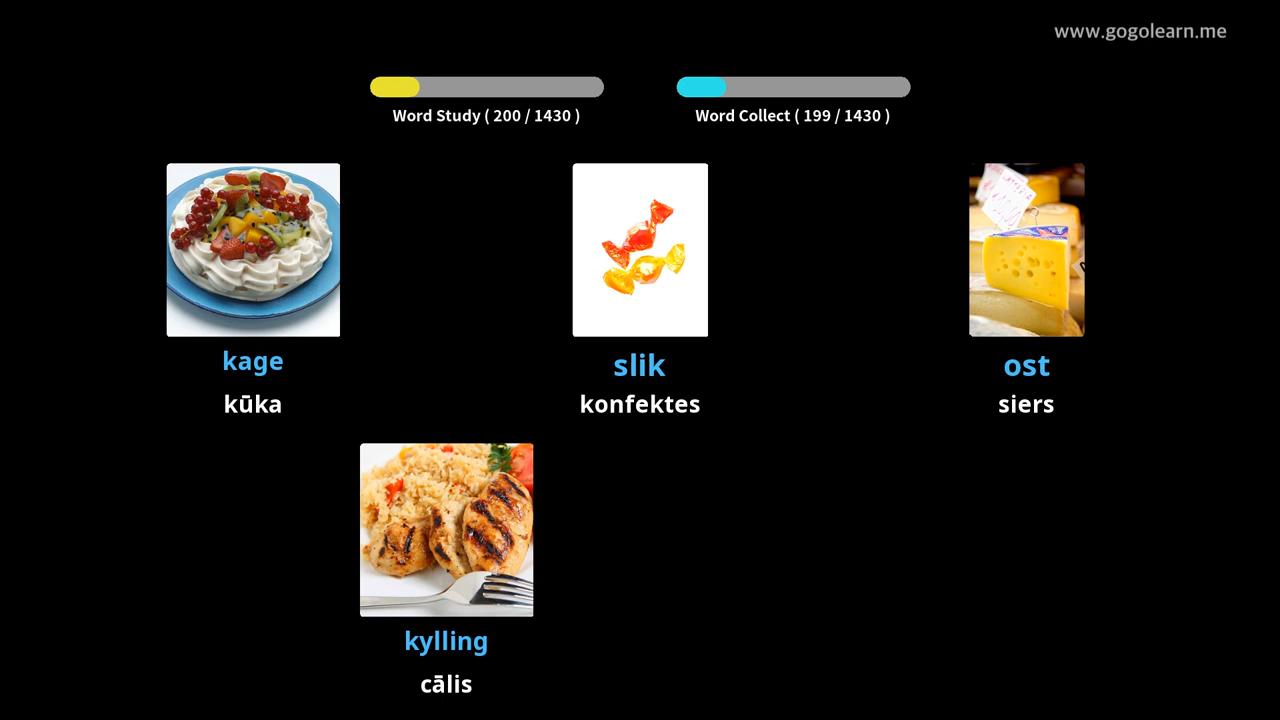 www.gogolearn.me
Word Study ( 200 / 1430 )
Word Collect ( 199 / 1430 )
kage
slik
ost
kūka
konfektes
siers
kylling
cālis